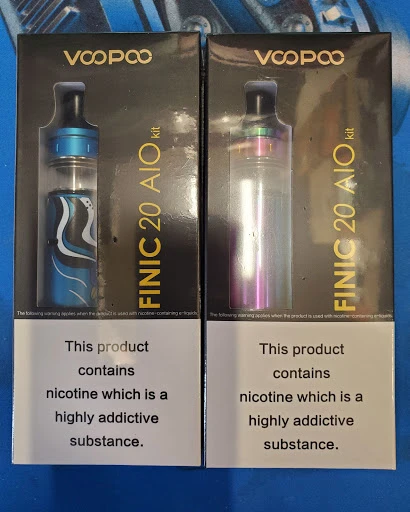 VOOPOO
FINIC 20 AIO kit
The following warning applies when the product is used with nicotine-containing e-liquids
This product
contains
nicotine which is a
highly addictive
substance.
VOOPOO
FINIC 20 AIO kit
The following warning applies when the product is used with nicotine-containing e-liquids
This product
contains
nicotine which is a
highly addictive
substance.